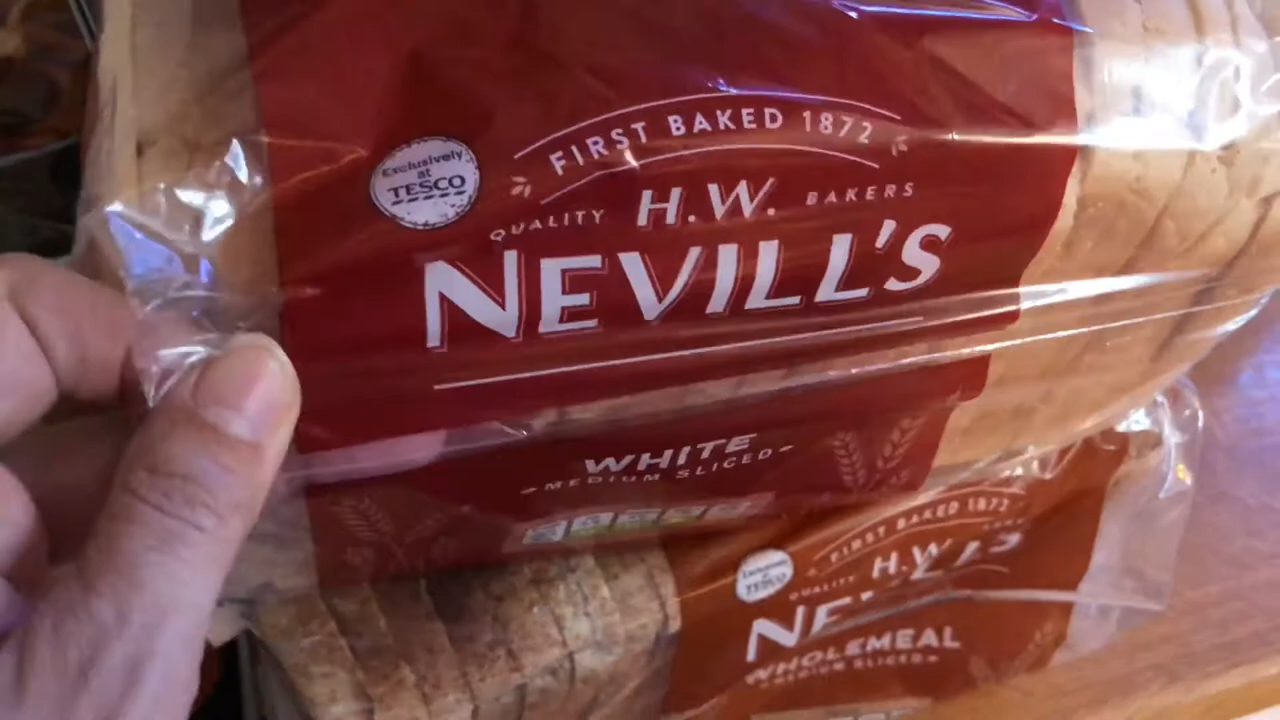 FIRST BAKED 1872
Exclusively
at
TESCO
QUALITY H.W. BAKERS
NEVILL'S
WHITE
MEDIUM SLICED
FIRST BAKED 1872
TESCO
QUALITY H.W.
WHOLEMEAL
MEDIUM SLICED